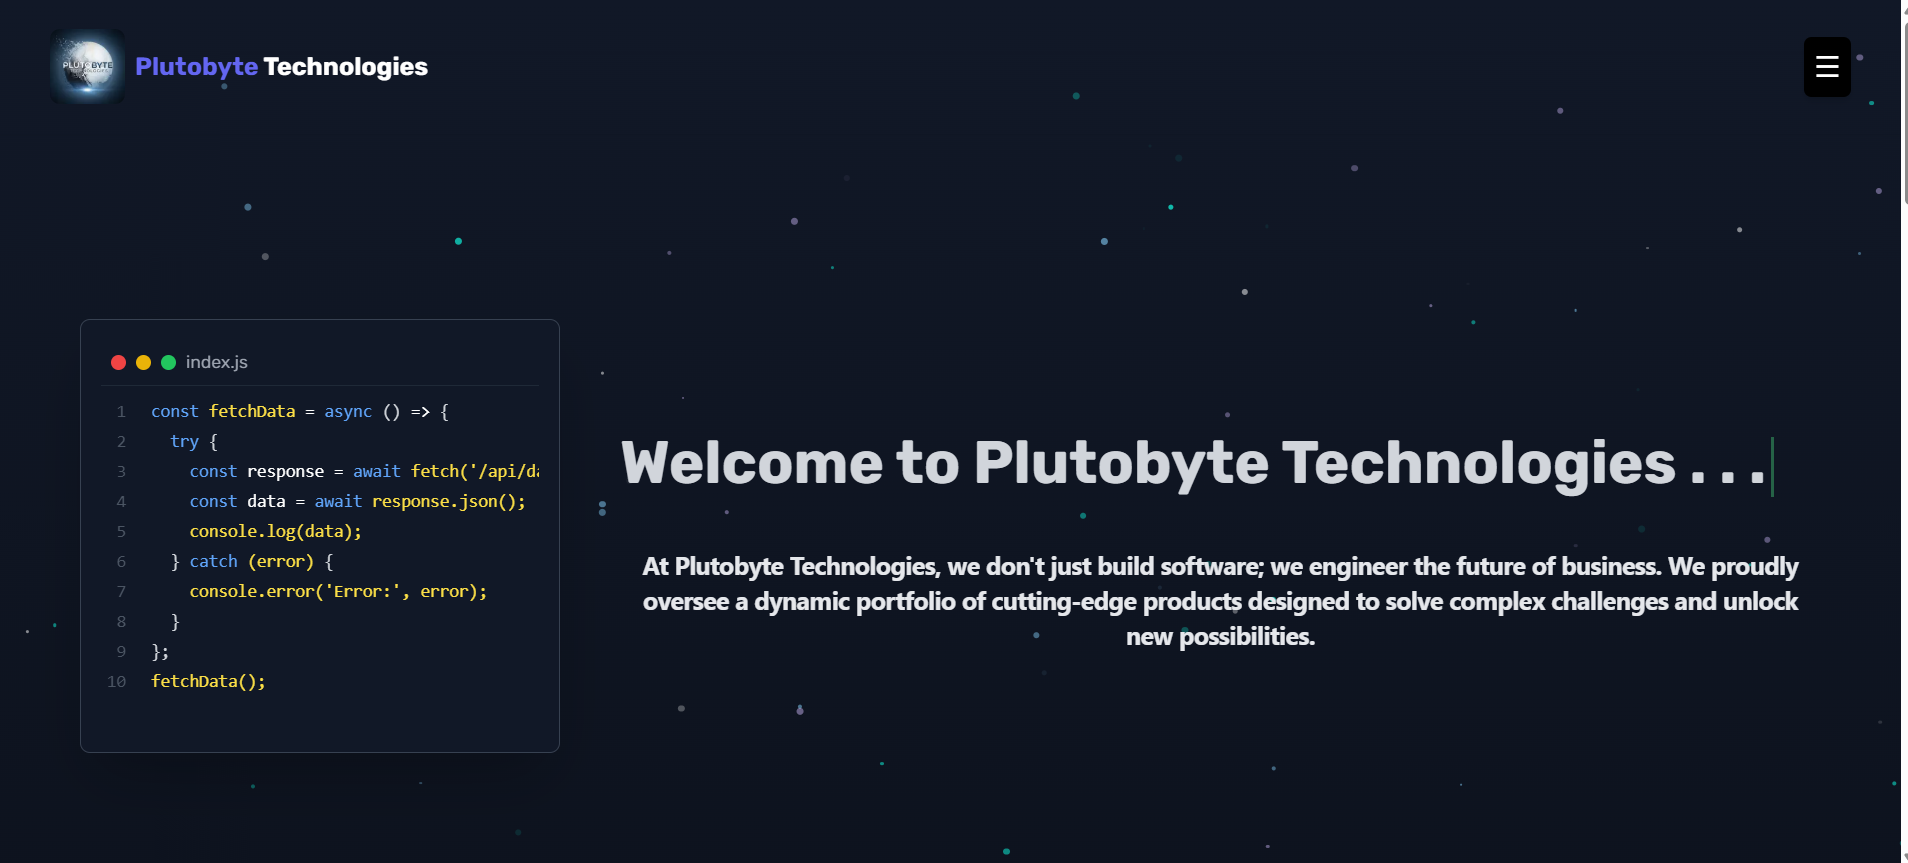 PLUTOBYTE
TECHNOLOGIES
Plutobyte Technologies
☰
index.js
1 const fetchData = async () => {
2 try {
3 const response = await fetch('/api/da
4 const data = await response.json();
5 console.log(data);
6 } catch (error) {
7 console.error('Error:', error);
8 }
9 };
10 fetchData();
Welcome to Plutobyte Technologies . . .
At Plutobyte Technologies, we don't just build software; we engineer the future of business. We proudly
oversee a dynamic portfolio of cutting-edge products designed to solve complex challenges and unlock
new possibilities.